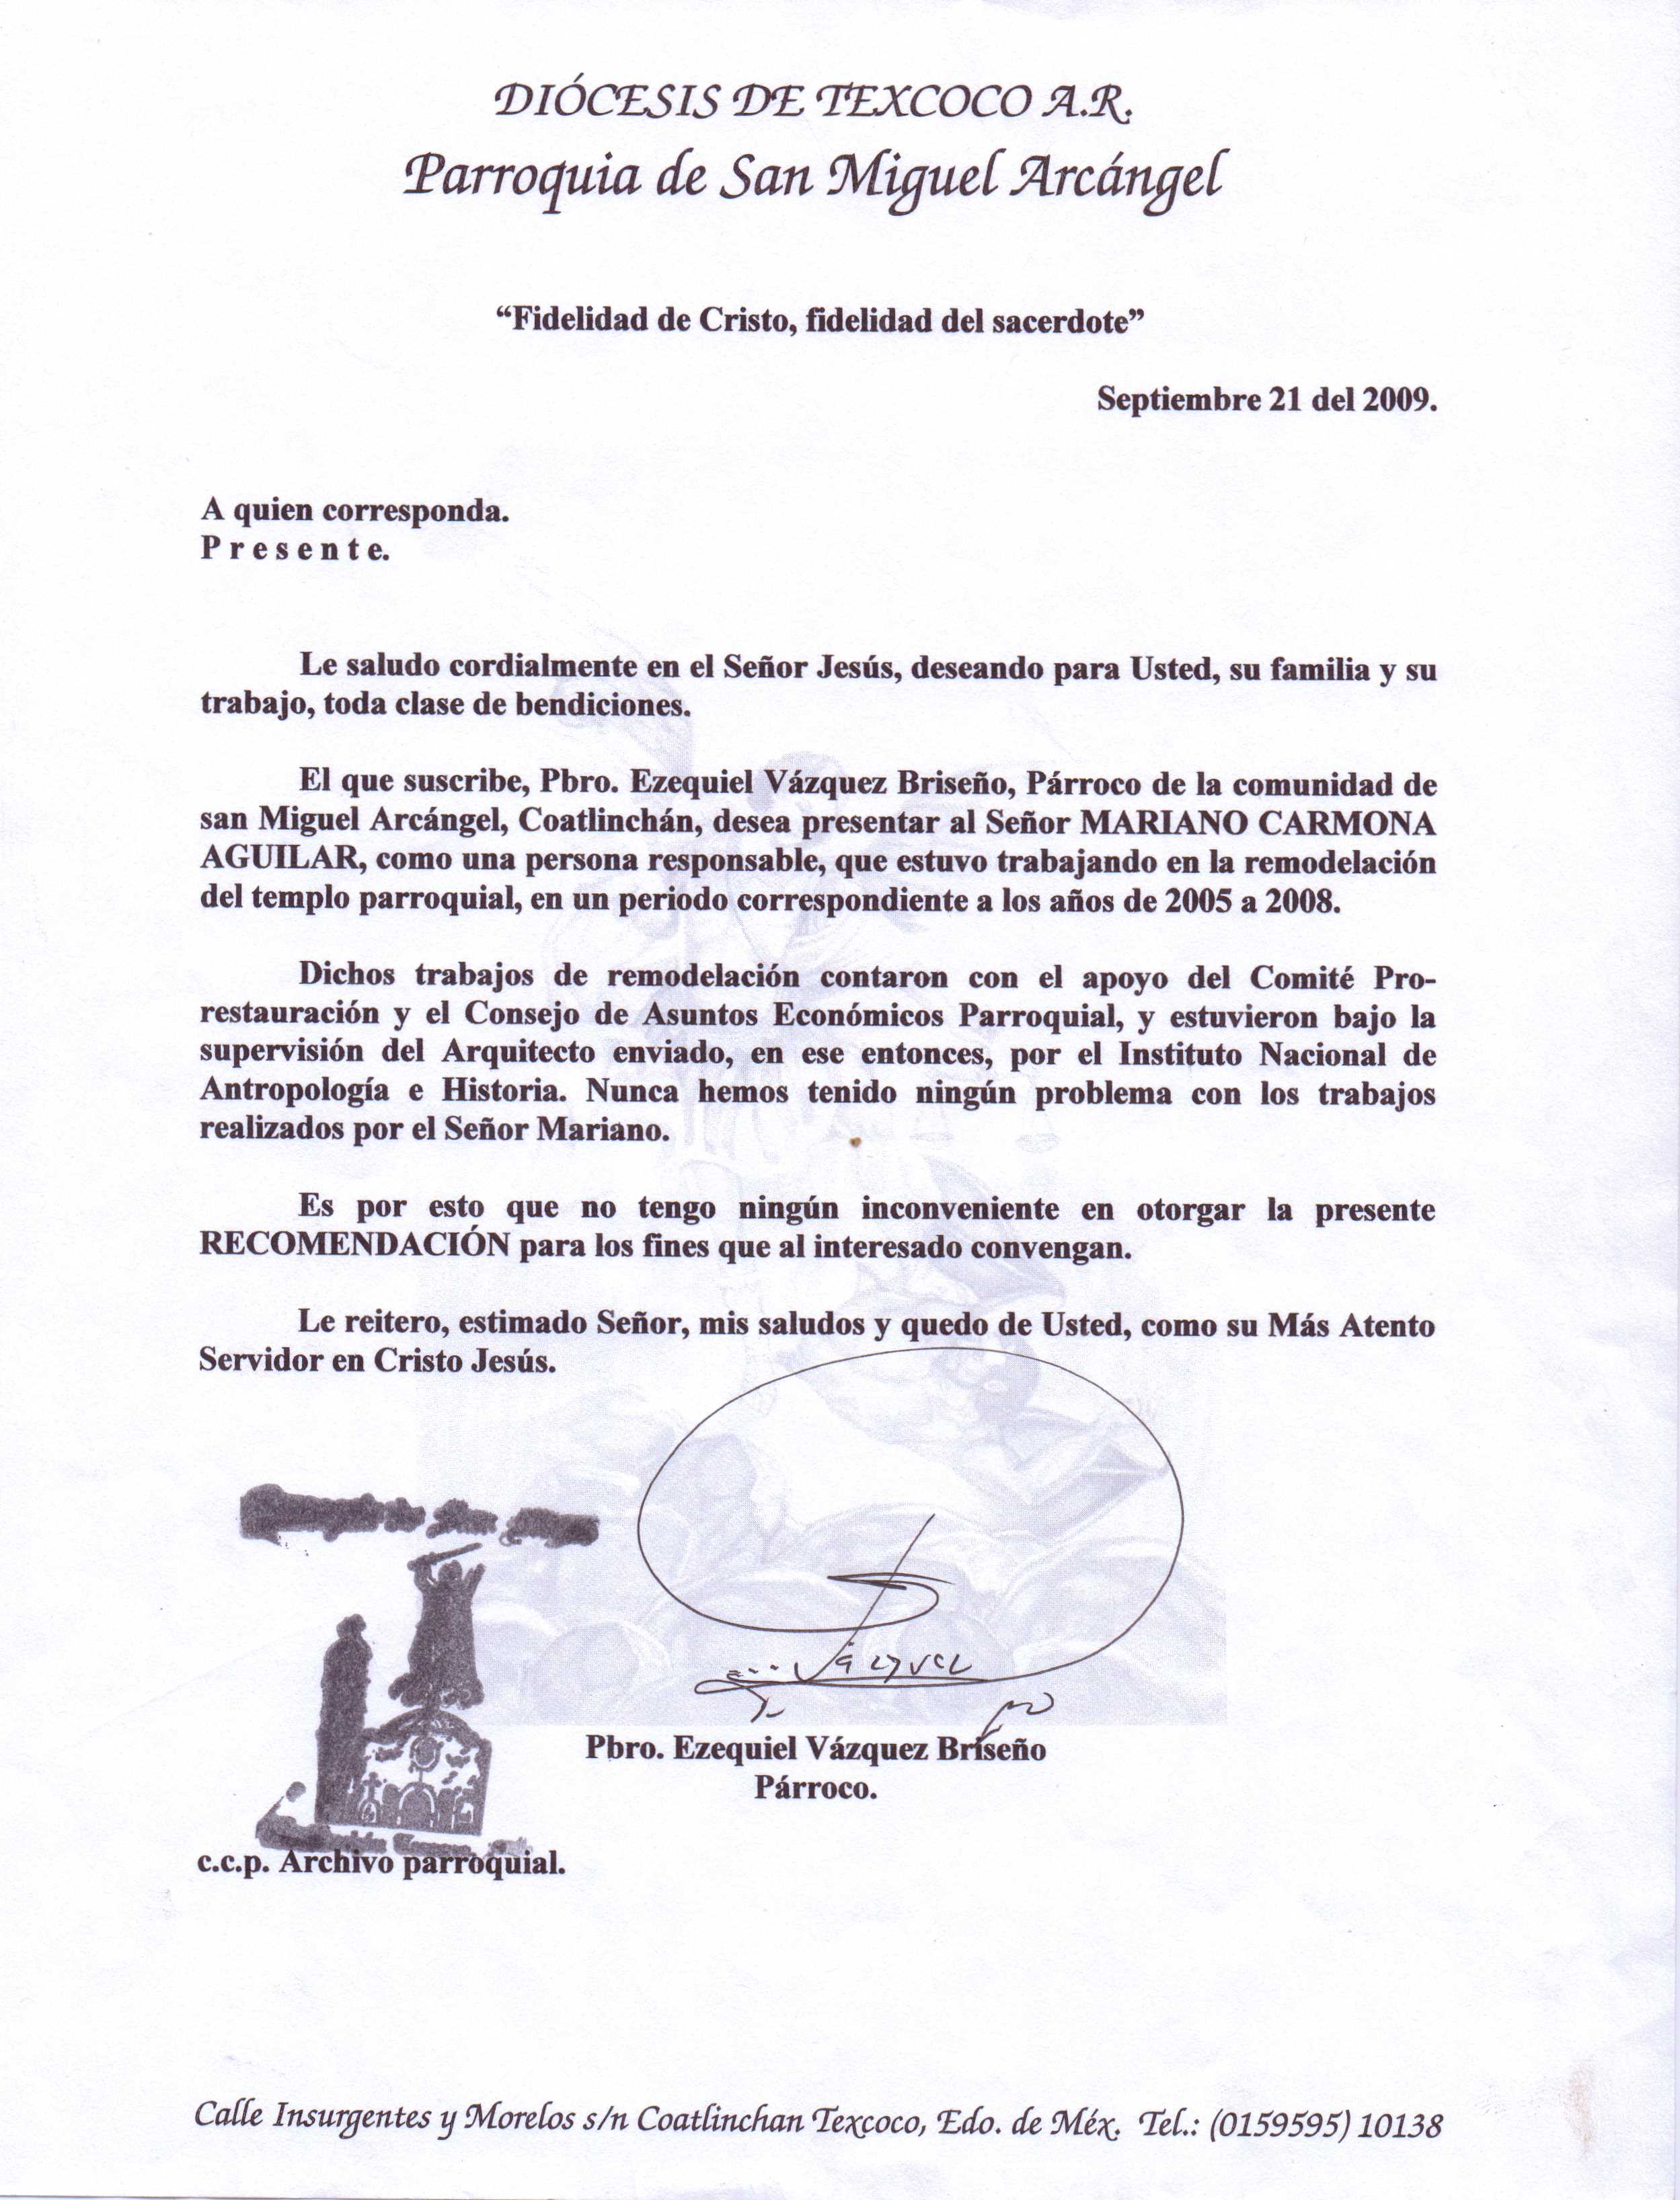 DIÓCESIS DE TEXCOCO A.R.
Parroquia de San Miguel Arcángel
“Fidelidad de Cristo, fidelidad del sacerdote”
Septiembre 21 del 2009.
A quien corresponda.
P r e s e n t e.
Le saludo cordialmente en el Señor Jesús, deseando para Usted, su familia y su
trabajo, toda clase de bendiciones.
El que suscribe, Pbro. Ezequiel Vázquez Briseño, Párroco de la comunidad de
san Miguel Arcángel, Coatlinchán, desea presentar al Señor MARIANO CARMONA
AGUILAR, como una persona responsable, que estuvo trabajando en la remodelación
del templo parroquial, en un periodo correspondiente a los años de 2005 a 2008.
Dichos trabajos de remodelación contaron con el apoyo del Comité Pro-
restauración y el Consejo de Asuntos Económicos Parroquial, y estuvieron bajo la
supervisión del Arquitecto enviado, en ese entonces, por el Instituto Nacional de
Antropología e Historia. Nunca hemos tenido ningún problema con los trabajos
realizados por el Señor Mariano.
Es por esto que no tengo ningún inconveniente en otorgar la presente
RECOMENDACIÓN para los fines que al interesado convengan.
Le reitero, estimado Señor, mis saludos y quedo de Usted, como su Más Atento
Servidor en Cristo Jesús.
Pbro. Ezequiel Vázquez Briseño
Párroco.
c.c.p. Archivo parroquial.
Calle Insurgentes y Morelos s/n Coatlinchan Texcoco, Edo. de Méx. Tel.: (0159595) 10138